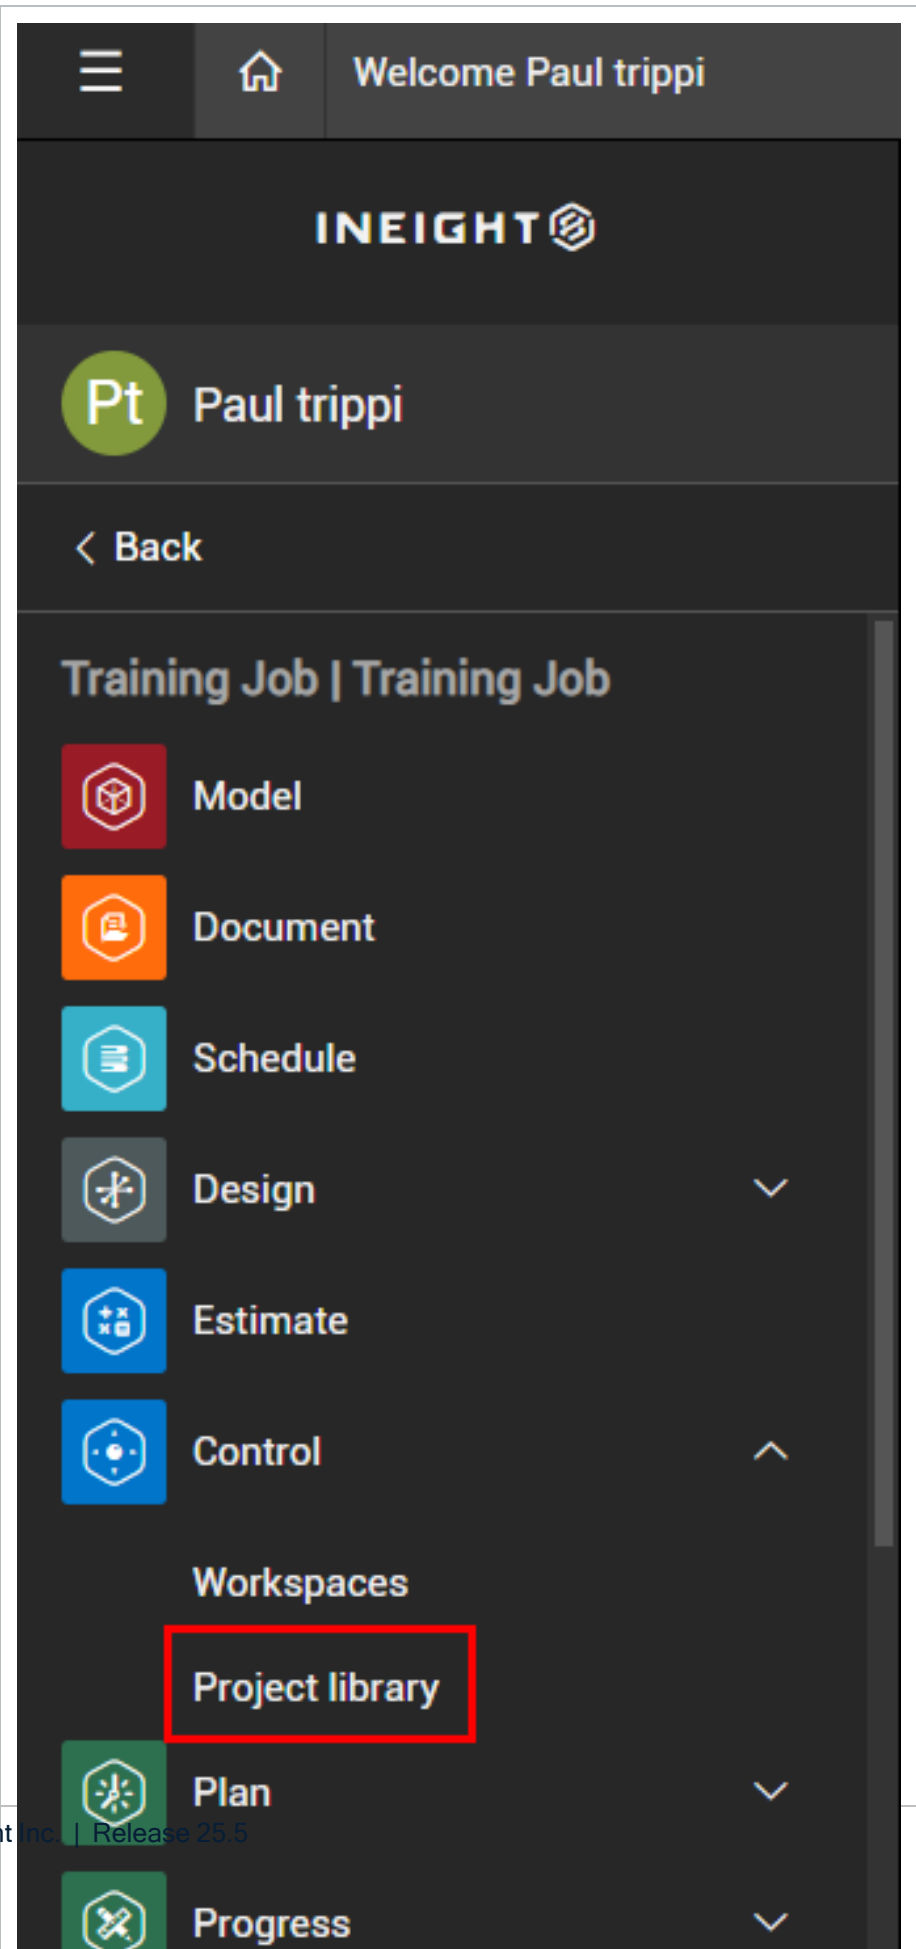 Welcome Paul trippi
INEIGHT
Pt
Paul trippi
Back
Training Job | Training Job
Model
Document
Schedule
Design
Estimate
Control
Workspaces
Project library
Plan
t Inc. | Release 25.5
Progress